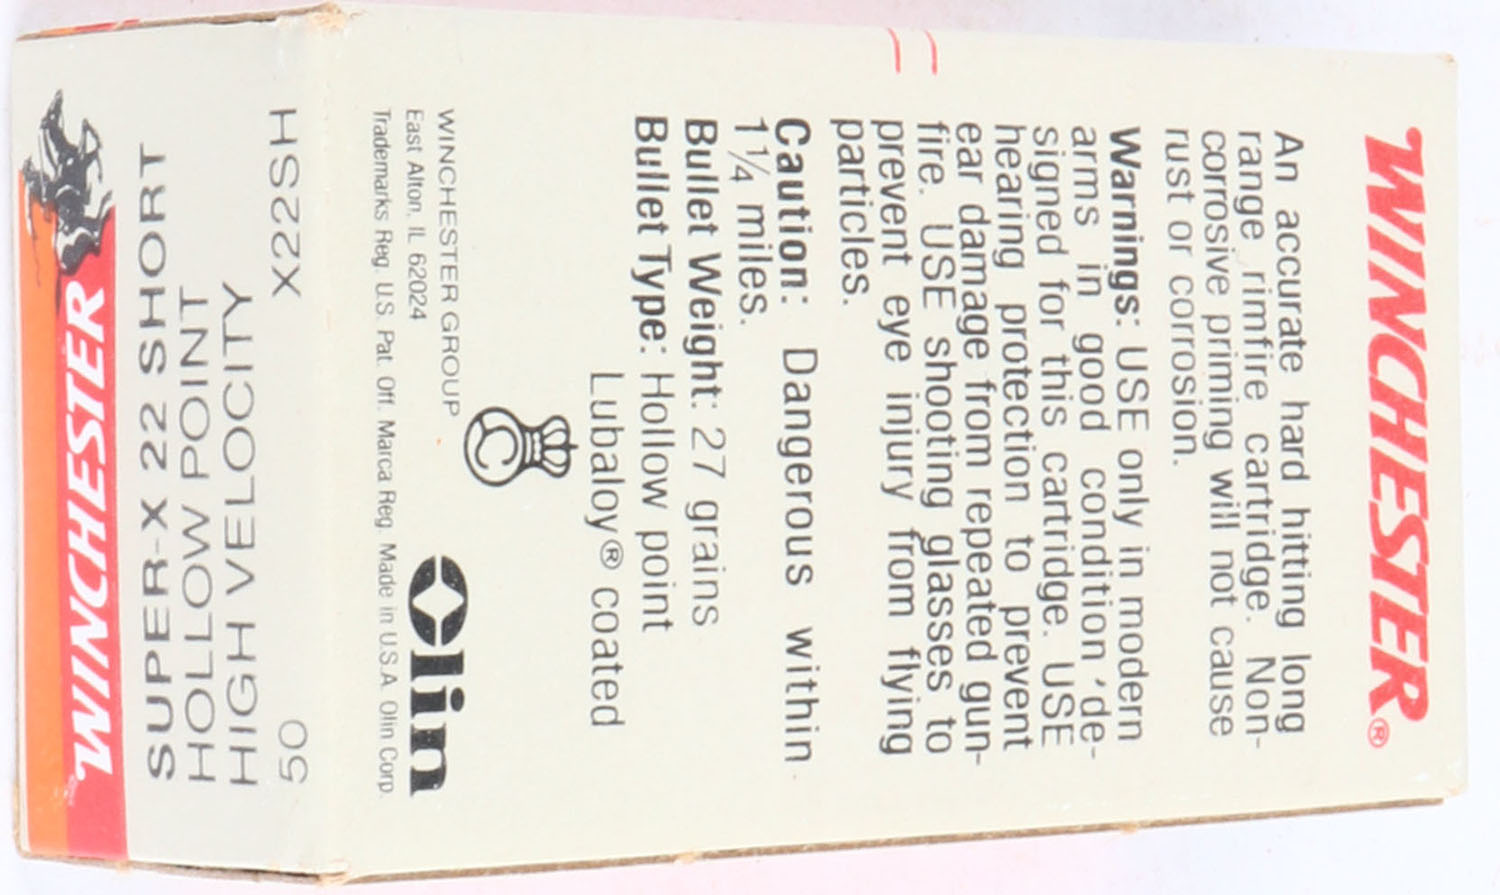 WINCHESTER®
An accurate hard hitting long
range rimfire cartridge. Non-
corrosive priming will not cause
rust or corrosion.
Warnings: USE only in modern
arms in good condition 'de-
signed for this cartridge. USE
hearing protection to prevent
ear damage from repeated gun-
fire. USE shooting glasses to
prevent eye injury from flying
particles.
Caution: Dangerous within
1¼ miles.
Bullet Weight: 27 grains
Bullet Type: Hollow point
Lubaloy® coated
C
WINCHESTER GROUP
East Alton, IL 62024
Olin
Trademarks Reg. U.S. Pat. Off. Marca Reg. Made in U.S.A. Olin Corp.
X22SH
50
SUPER-X 22 SHORT
HOLLOW POINT
HIGH VELOCITY
WINCHESTER